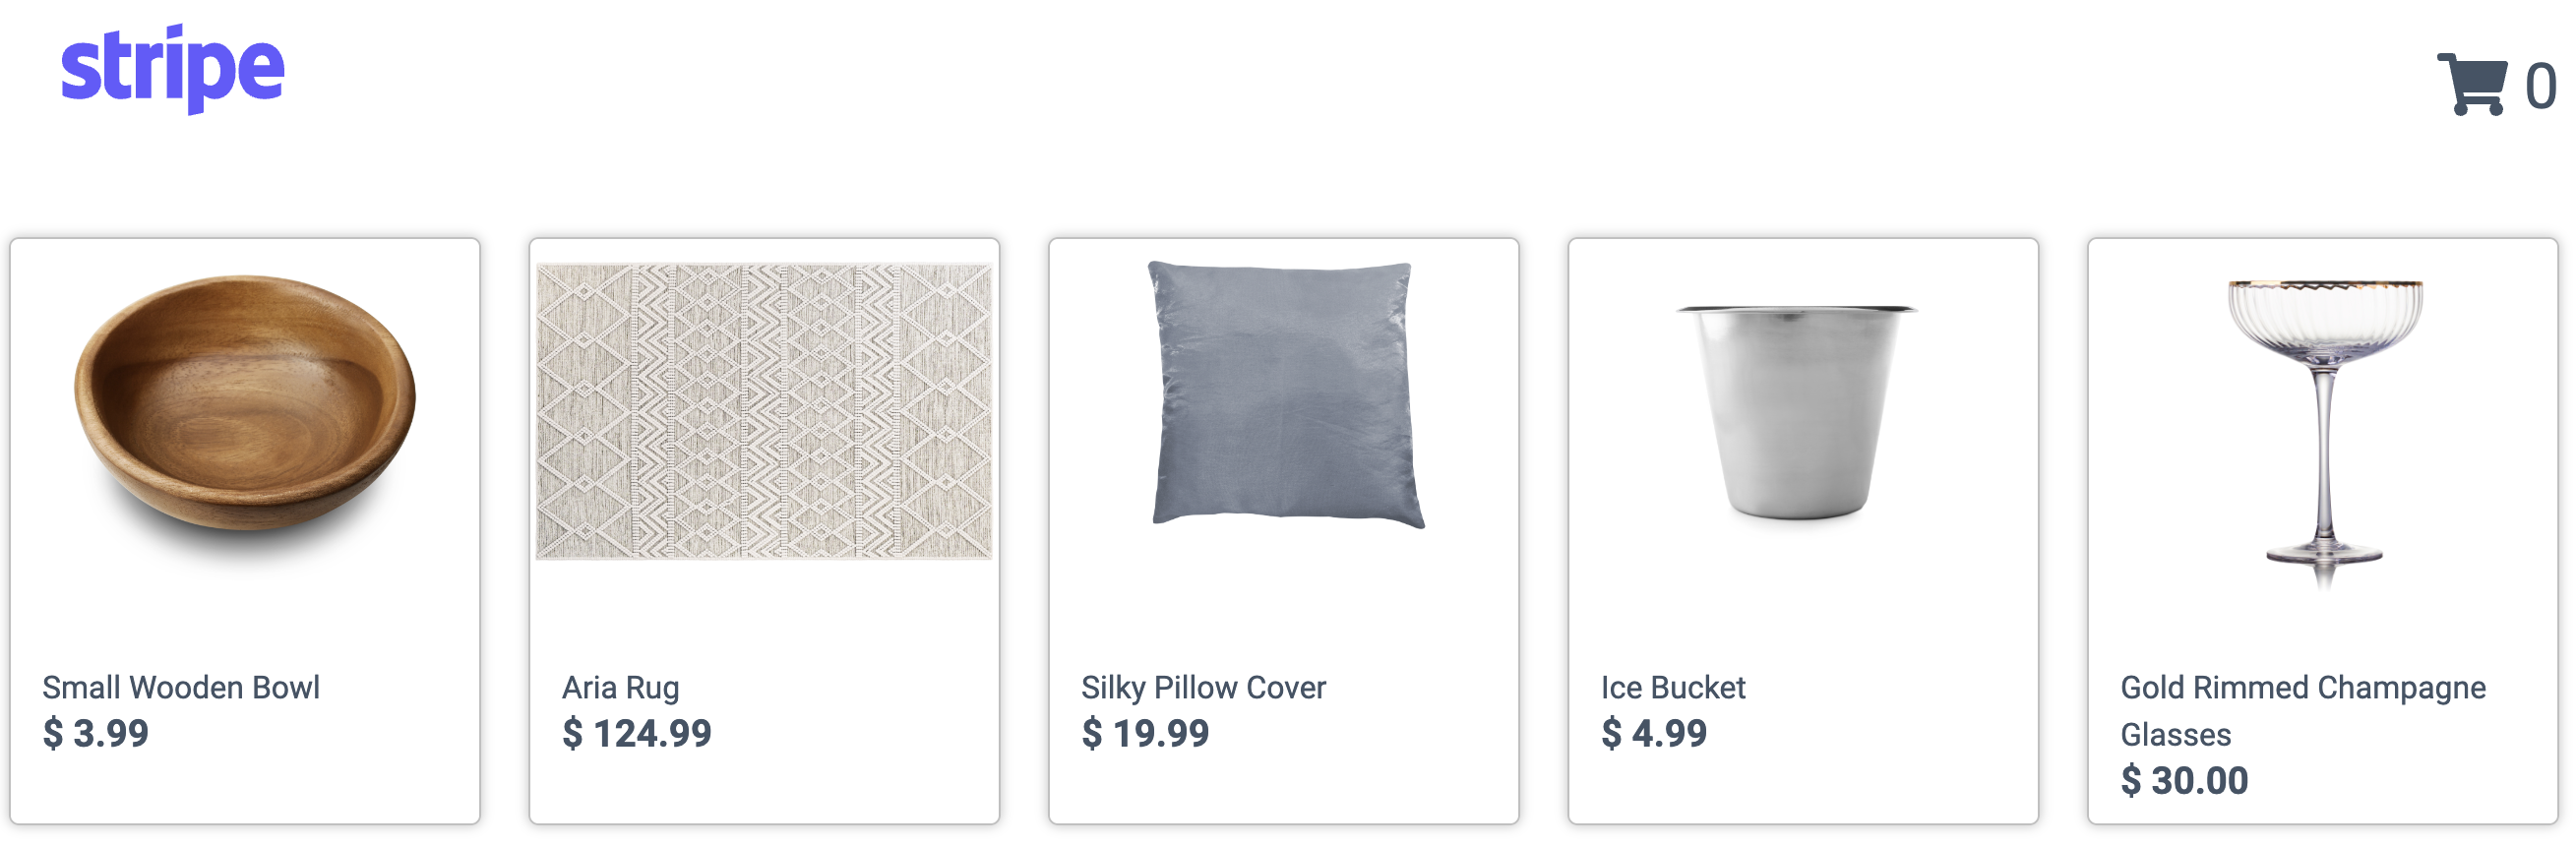 stripe
0
Small Wooden Bowl
$ 3.99
Aria Rug
$ 124.99
Silky Pillow Cover
$ 19.99
Ice Bucket
$ 4.99
Gold Rimmed Champagne
Glasses
$ 30.00